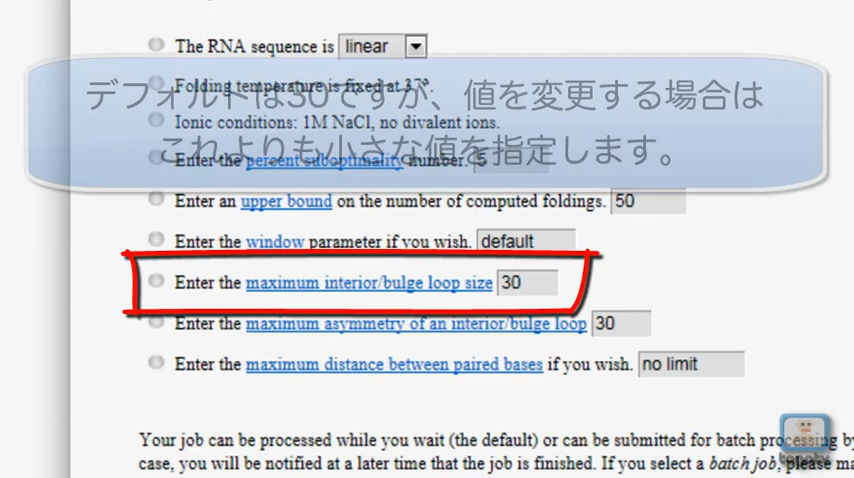 The RNA sequence is linear
Folding temperature is fixed at 37°.
デフォルトは30ですが、値を変更する場合は
Ionic conditions: 1M NaCl, no divalent ions.
これよりも小さな値を指定します。
Enter the percent suboptimality number. 5
Enter an upper bound on the number of computed foldings. 50
Enter the window parameter if you wish. default
Enter the maximum interior/bulge loop size 30
Enter the maximum asymmetry of an interior/bulge loop 30
Enter the maximum distance between paired bases if you wish. no limit
Your job can be processed while you wait (the default) or can be submitted for batch processing by
case, you will be notified at a later time that the job is finished. If you select a batch job, please ma